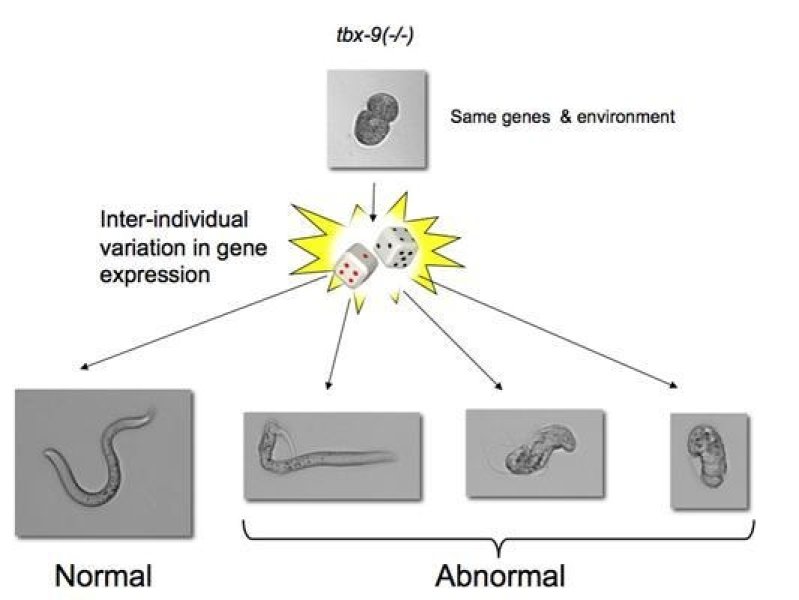 tbx-9(-/-)
Same genes & environment
Inter-individual
variation in gene
expression
Normal
Abnormal